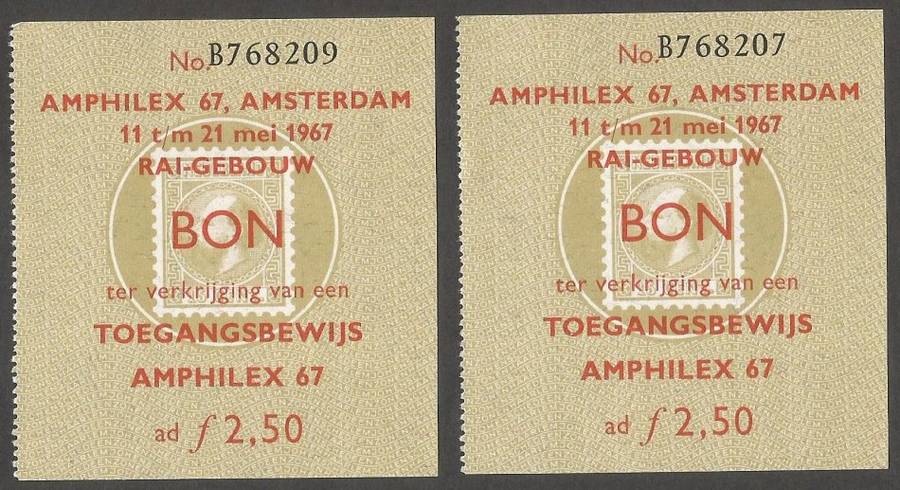 No. B768209
AMPHILEX 67, AMSTERDAM
11 t/m 21 mei 1967
RAI-GEBOUW
BON
ter verkrijging van een
TOEGANGSBEWIJS
AMPHILEX 67
ad f 2,50
No. B768207
AMPHILEX 67, AMSTERDAM
11 t/m 21 mei 1967
RAI-GEBOUW
BON
ter verkrijging van een
TOEGANGSBEWIJS
AMPHILEX 67
ad f 2,50